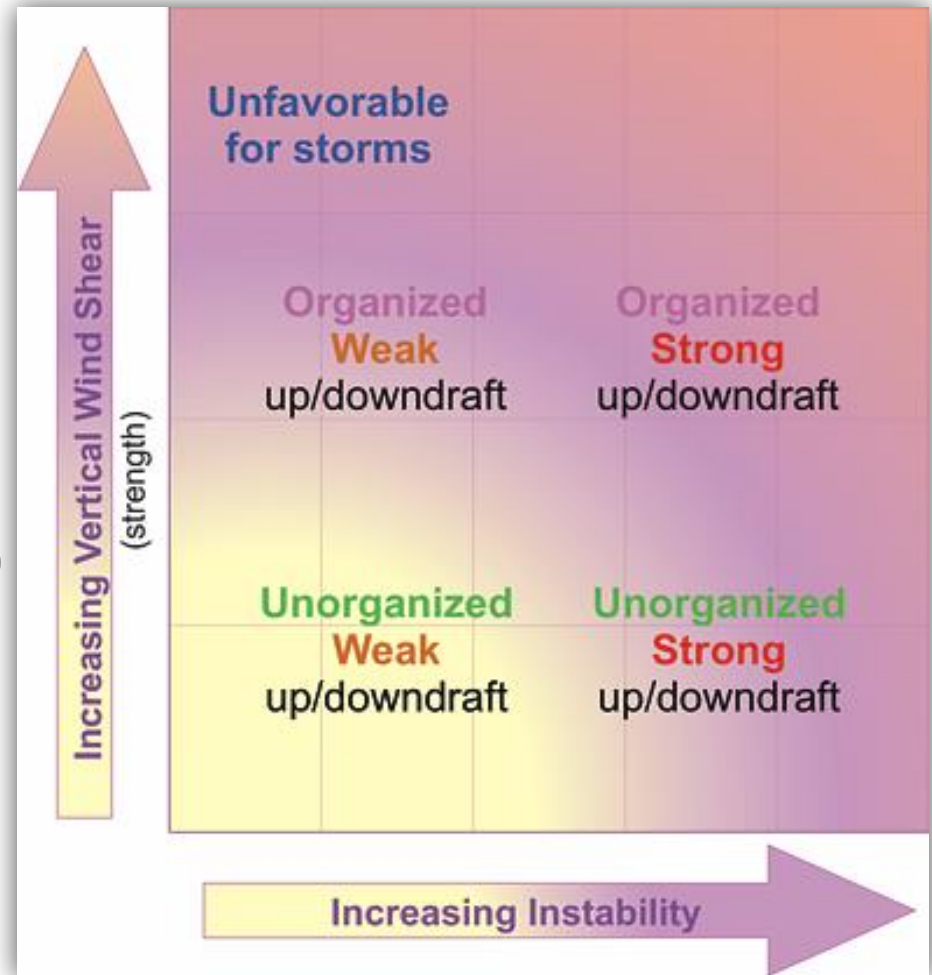 Unfavorable
for storms
Increasing Vertical Wind Shear
(strength)
Organized
Weak
up/downdraft
Organized
Strong
up/downdraft
Unorganized
Weak
up/downdraft
Unorganized
Strong
up/downdraft
Increasing Instability